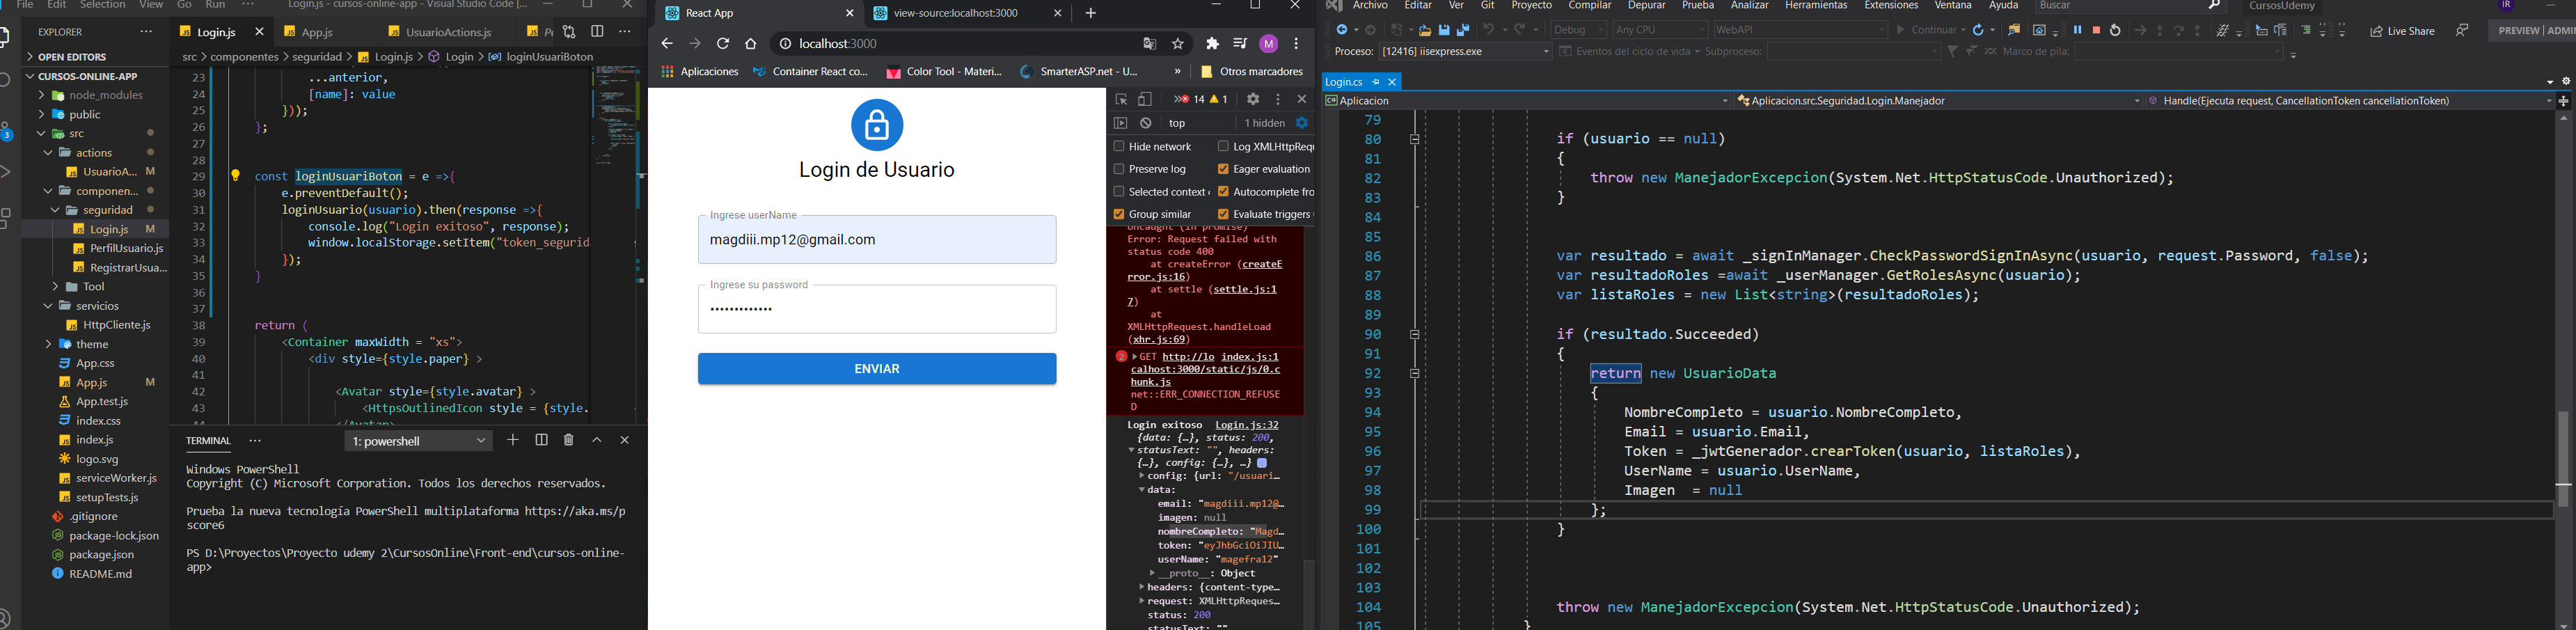 File Edit Selection View Go Run ··· Login.js - cursos-online-app - Visual Studio Code [...
EXPLORER ···
OPEN EDITORS
CURSOS-ONLINE-APP
node_modules
public
src
actions
UsuarioA... M
componen...
seguridad
Login.js M
PerfilUsuario.js
RegistrarUsua...
Tool
servicios
HttpCliente.js
theme
App.css
App.js M
App.test.js
index.css
index.js
logo.svg
serviceWorker.js
setupTests.js
.gitignore
package-lock.json
package.json
README.md
3
Login.js App.js UsuarioActions.js
src > componentes > seguridad > Login.js > Login > loginUsuariBoton
23 ...anterior,
24 [name]: value
25 }));
26 };
27
28
29 const loginUsuariBoton = e =>{
30 e.preventDefault();
31 loginUsuario(usuario).then(response =>{
32 console.log("Login exitoso", response);
33 window.localStorage.setItem("token_segurid
34 });
35 }
36
37
38 return (
39 <Container maxWidth = "xs">
40 <div style={style.paper} >
41
42 <Avatar style={style.avatar} >
43 <HttpsOutlinedIcon style = {style.
</Avatar>
TERMINAL ··· 1: powershell
Windows PowerShell
Copyright (C) Microsoft Corporation. Todos los derechos reservados.
Prueba la nueva tecnología PowerShell multiplataforma https://aka.ms/p
score6
PS D:\Proyectos\Proyecto udemy 2\CursosOnline\Front-end\cursos-online-
app>
React App view-source:localhost:3000
localhost:3000 M
Aplicaciones Container React co... Color Tool - Materi... SmarterASP.net - U... » Otros marcadores
Login de Usuario
Ingrese userName
magdiii.mp12@gmail.com
Ingrese su password
•••••••••••••
ENVIAR
» 14 1
top 1 hidden
Hide network Log XMLHttpRequ
Preserve log Eager evaluation
Selected context Autocomplete fro
Group similar Evaluate triggers
Uncaught (in promise)
Error: Request failed with
status code 400
at createError (createE
rror.js:16)
at settle (settle.js:1
7)
at
XMLHttpRequest.handleLoad
(xhr.js:69)
2 GET http://lo index.js:1
calhost:3000/static/js/0.c
hunk.js
net::ERR_CONNECTION_REFUSE
D
Login exitoso Login.js:32
{data: {…}, status: 200,
statusText: "", headers:
{…}, config: {…}, …}
config: {url: "/usuari…
data:
email: "magdiii.mp12@…
imagen: null
nombreCompleto: "Magd…
token: "eyJhbGciOiJIU…
userName: "magefra12"
__proto__: Object
headers: {content-type…
request: XMLHttpReques…
status: 200
statusText: ""
Archivo Editar Ver Git Proyecto Compilar Depurar Prueba Analizar Herramientas Extensiones Ventana Ayuda Buscar CursosUdemy IR
Debug Any CPU WebAPI Continuar Live Share PREVIEW ADMIN
Proceso: [12416] iisexpress.exe Eventos del ciclo de vida Subproceso: Marco de pila:
Login.cs
Aplicacion Aplicacion.src.Seguridad.Login.Manejador Handle(Ejecuta request, CancellationToken cancellationToken)
79
80 if (usuario == null)
81 {
82 throw new ManejadorExcepcion(System.Net.HttpStatusCode.Unauthorized);
83 }
84
85
86 var resultado = await _signInManager.CheckPasswordSignInAsync(usuario, request.Password, false);
87 var resultadoRoles =await _userManager.GetRolesAsync(usuario);
88 var listaRoles = new List<string>(resultadoRoles);
89
90 if (resultado.Succeeded)
91 {
92 return new UsuarioData
93 {
94 NombreCompleto = usuario.NombreCompleto,
95 Email = usuario.Email,
96 Token = _jwtGenerador.crearToken(usuario, listaRoles),
97 UserName = usuario.UserName,
98 Imagen = null
99 };
100 }
101
102
103
104 throw new ManejadorExcepcion(System.Net.HttpStatusCode.Unauthorized);
105 }